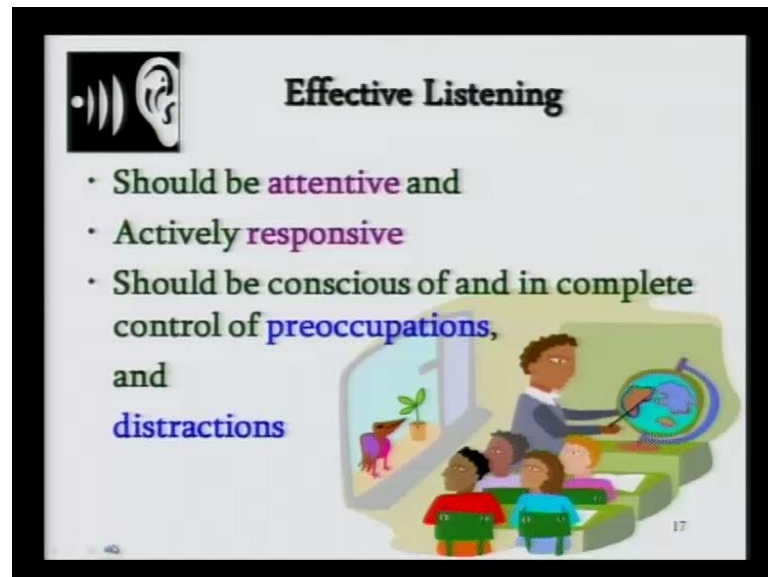 Effective Listening
· Should be attentive and
· Actively responsive
· Should be conscious of and in complete
control of preoccupations,
and
distractions
17